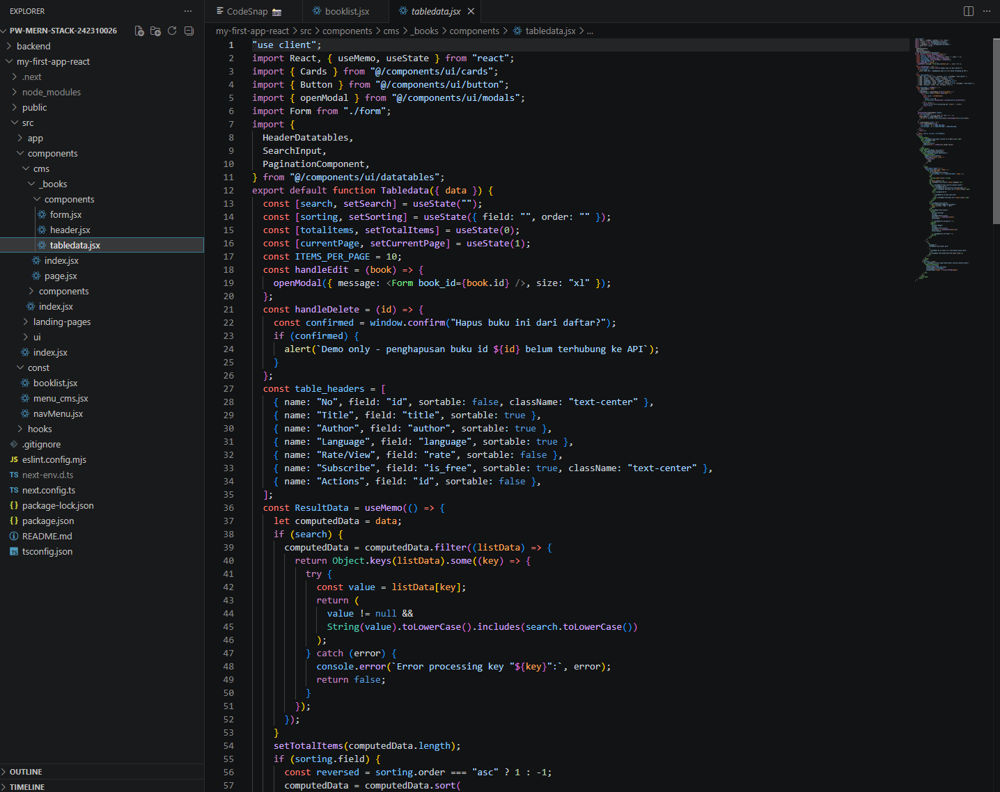 EXPLORER
PW-MERN-STACK-242310026
backend
my-first-app-react
.next
node_modules
public
src
app
components
cms
_books
components
form.jsx
header.jsx
tabledata.jsx
index.jsx
page.jsx
components
index.jsx
landing-pages
ui
index.jsx
const
booklist.jsx
menu_cms.jsx
navMenu.jsx
hooks
.gitignore
JS eslint.config.mjs
TS next-env.d.ts
TS next.config.ts
{} package-lock.json
{} package.json
README.md
TS tsconfig.json
OUTLINE
TIMELINE
CodeSnap 📷 booklist.jsx tabledata.jsx
my-first-app-react > src > components > cms > _books > components > tabledata.jsx > ...
1 "use client";
2 import React, { useMemo, useState } from "react";
3 import { Cards } from "@/components/ui/cards";
4 import { Button } from "@/components/ui/button";
5 import { openModal } from "@/components/ui/modals";
6 import Form from "./form";
7 import {
8   HeaderDatatables,
9   SearchInput,
10   PaginationComponent,
11 } from "@/components/ui/datatables";
12 export default function Tabledata({ data }) {
13   const [search, setSearch] = useState("");
14   const [sorting, setSorting] = useState({ field: "", order: "" });
15   const [totalitems, setTotalItems] = useState(0);
16   const [currentPage, setCurrentPage] = useState(1);
17   const ITEMS_PER_PAGE = 10;
18   const handleEdit = (book) => {
19     openModal({ message: <Form book_id={book.id} />, size: "xl" });
20   };
21   const handleDelete = (id) => {
22     const confirmed = window.confirm("Hapus buku ini dari daftar?");
23     if (confirmed) {
24       alert(`Demo only - penghapusan buku id ${id} belum terhubung ke API`);
25     }
26   };
27   const table_headers = [
28     { name: "No", field: "id", sortable: false, className: "text-center" },
29     { name: "Title", field: "title", sortable: true },
30     { name: "Author", field: "author", sortable: true },
31     { name: "Language", field: "language", sortable: true },
32     { name: "Rate/View", field: "rate", sortable: false },
33     { name: "Subscribe", field: "is_free", sortable: true, className: "text-center" },
34     { name: "Actions", field: "id", sortable: false },
35   ];
36   const ResultData = useMemo(() => {
37     let computedData = data;
38     if (search) {
39       computedData = computedData.filter((listData) => {
40         return Object.keys(listData).some((key) => {
41           try {
42             const value = listData[key];
43             return (
44               value != null &&
45               String(value).toLowerCase().includes(search.toLowerCase())
46             );
47           } catch (error) {
48             console.error(`Error processing key "${key}":`, error);
49             return false;
50           }
51         });
52       });
53     }
54     setTotalItems(computedData.length);
55     if (sorting.field) {
56       const reversed = sorting.order === "asc" ? 1 : -1;
57       computedData = computedData.sort(